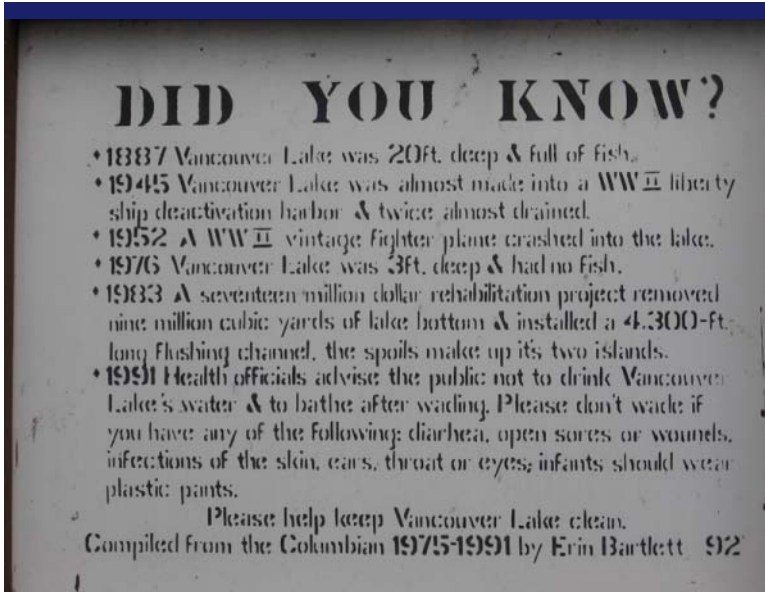 DID YOU KNOW?
• 1887 Vancouver Lake was 20ft. deep & full of fish.
• 1945 Vancouver Lake was almost made into a WW II liberty
ship deactivation harbor & twice almost drained.
• 1952 A WW II vintage fighter plane crashed into the lake.
• 1976 Vancouver Lake was 3ft. deep & had no fish.
• 1983 A seventeen million dollar rehabilitation project removed
nine million cubic yards of lake bottom & installed a 4,300-ft.
long flushing channel, the spoils make up it's two islands.
• 1991 Health officials advise the public not to drink Vancouver
Lake's water & to bathe after wading. Please don't wade if
you have any of the following: diarhea, open sores or wounds,
infections of the skin, ears, throat or eyes; infants should wear
plastic pants.
Please help keep Vancouver Lake clean.
Compiled from the Columbian 1975-1991 by Erin Bartlett 92